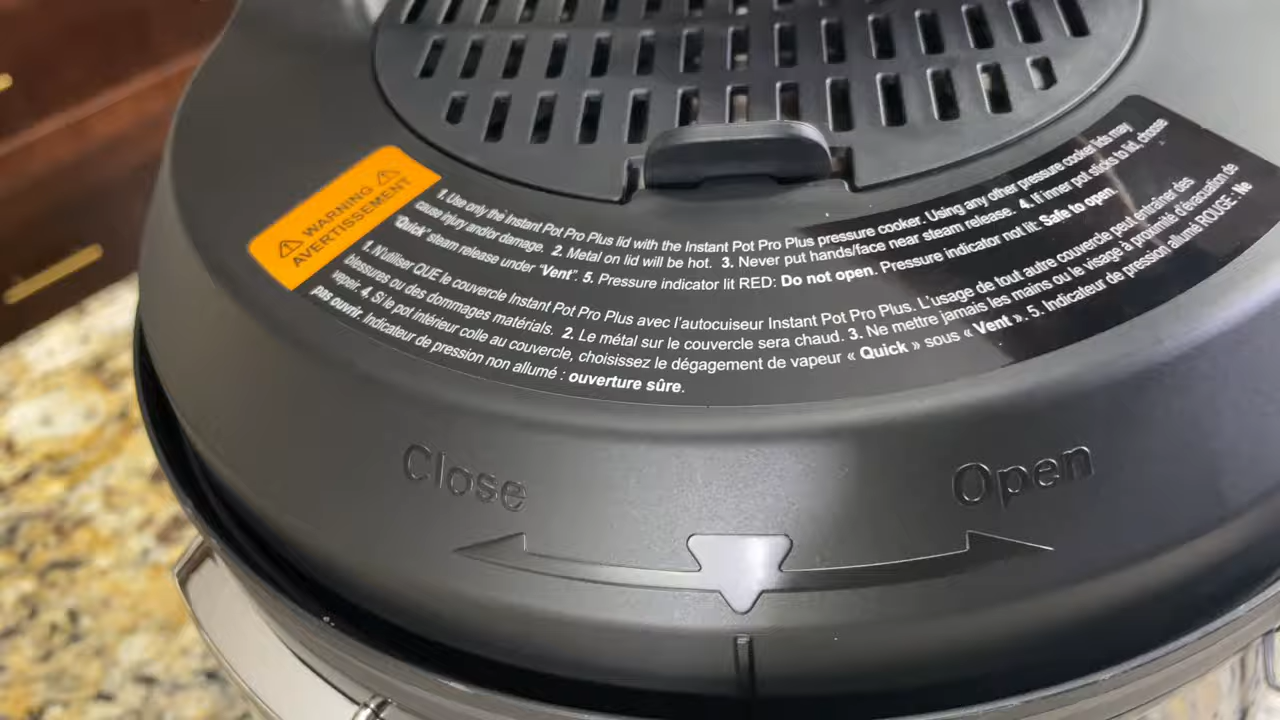 WARNING
AVERTISSEMENT
1. Use only the Instant Pot Pro Plus lid with the Instant Pot Pro Plus pressure cooker. Using any other pressure cooker lids may
cause injury and/or damage. 2. Metal on lid will be hot. 3. Never put hands/face near steam release. 4. If inner pot sticks to lid, choose
"Quick" steam release under "Vent". 5. Pressure indicator lit RED: Do not open. Pressure indicator not lit: Safe to open.
1. N'utiliser QUE le couvercle Instant Pot Pro Plus avec l'autocuiseur Instant Pot Pro Plus. L'usage de tout autre couvercle peut entraîner des
blessures ou des dommages matérials. 2. Le métal sur le couvercle sera chaud. 3. Ne mettre jamais les mains ou le visage à proximité d'évacuation de
vapeir. 4. Si le pot intérieur colle au couvercle, choisissez le dégagement de vapeur « Quick » sous « Vent ». 5. Indicateur de pression allumé ROUGE : Ne
pas ouvrir. Indicateur de pression non allumé : ouverture sûre.
Close
Open